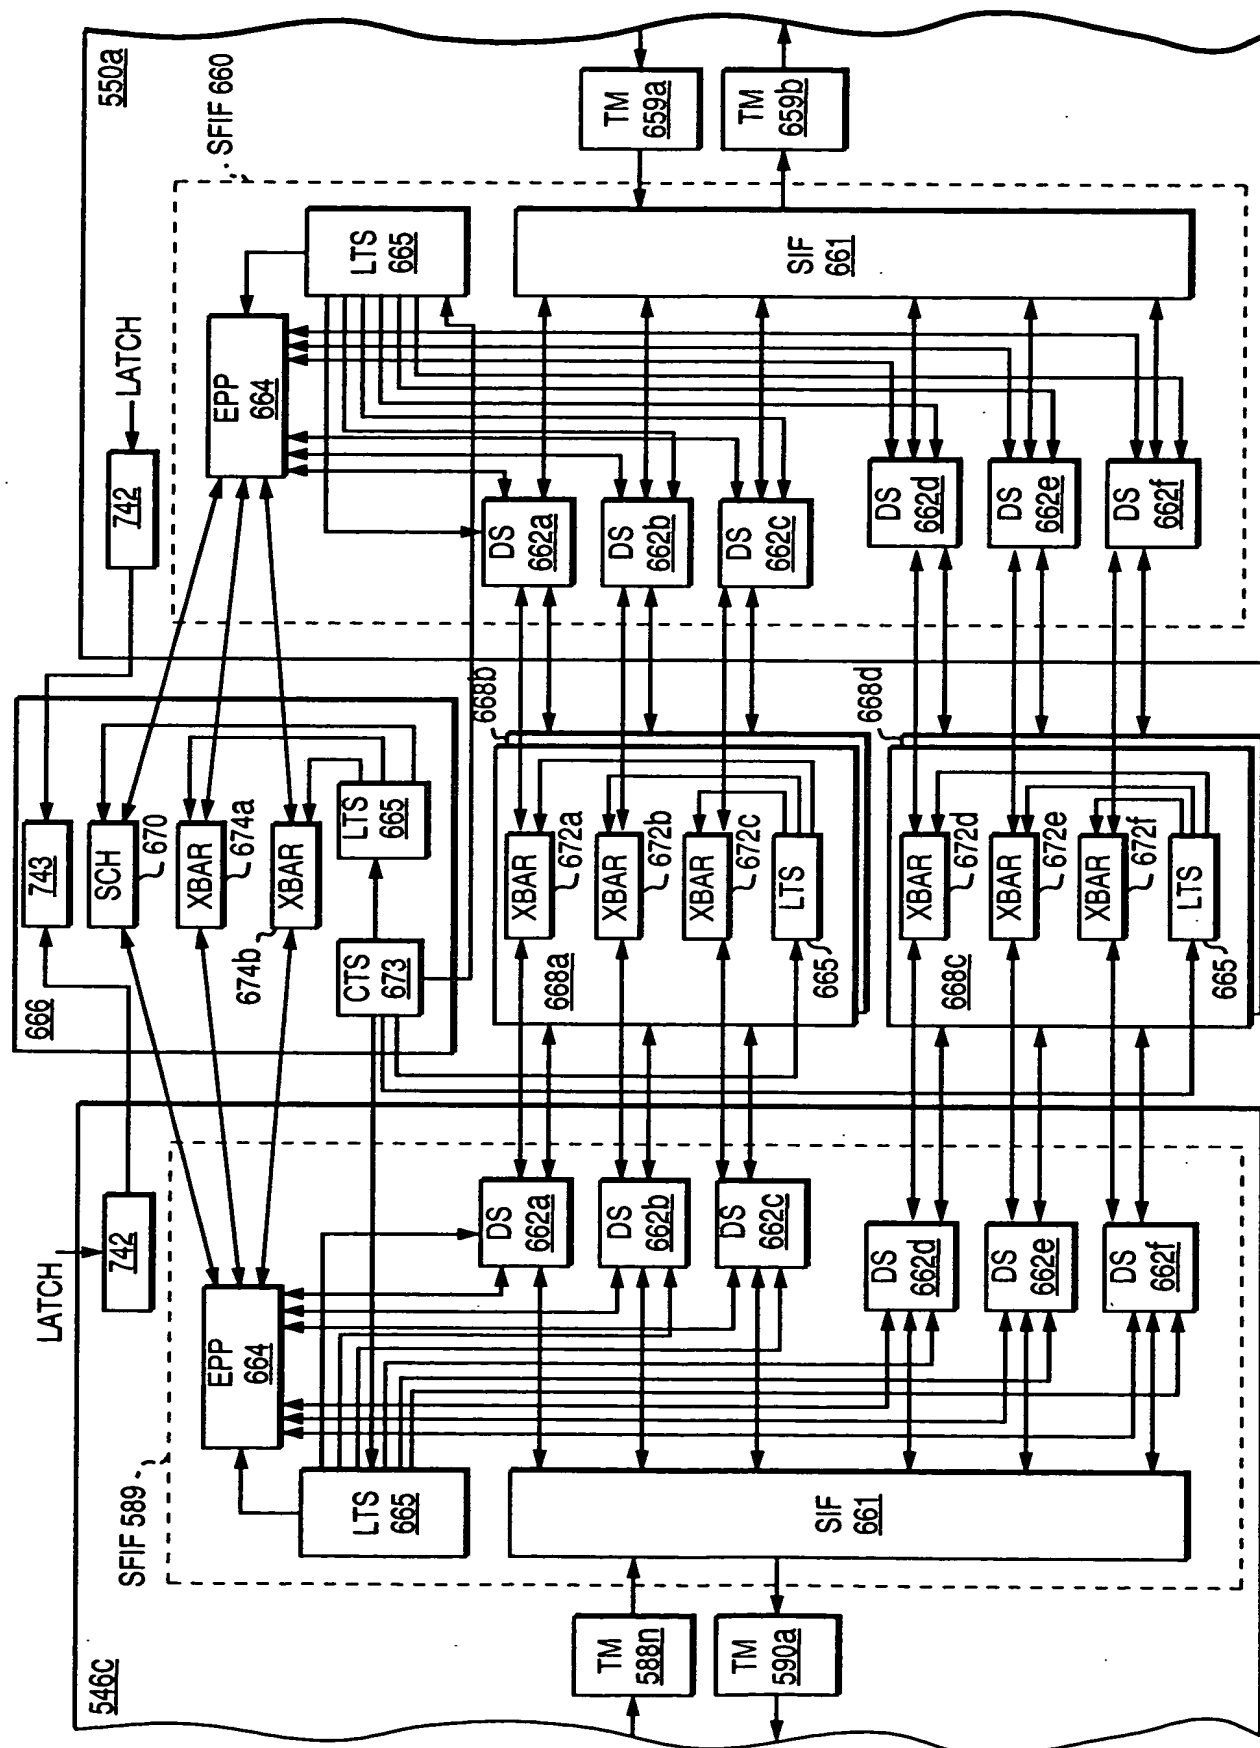 546C
SFIF 589
LATCH
742
EPP
664
LTS
665
SIF
661
TM
588n
TM
590a
DS
662a
DS
662b
DS
662c
DS
662d
DS
662e
DS
662f
666
743
SCH
670
XBAR
674a
XBAR
674b
LTS
665
CTS
673
668a
668b
XBAR
672a
XBAR
672b
XBAR
672c
LTS
665
668c
668d
XBAR
672d
XBAR
672e
XBAR
672f
LTS
665
550a
SFIF 660
LATCH
742
EPP
664
LTS
665
SIF
661
TM
659a
TM
659b
DS
662a
DS
662b
DS
662c
DS
662d
DS
662e
DS
662f